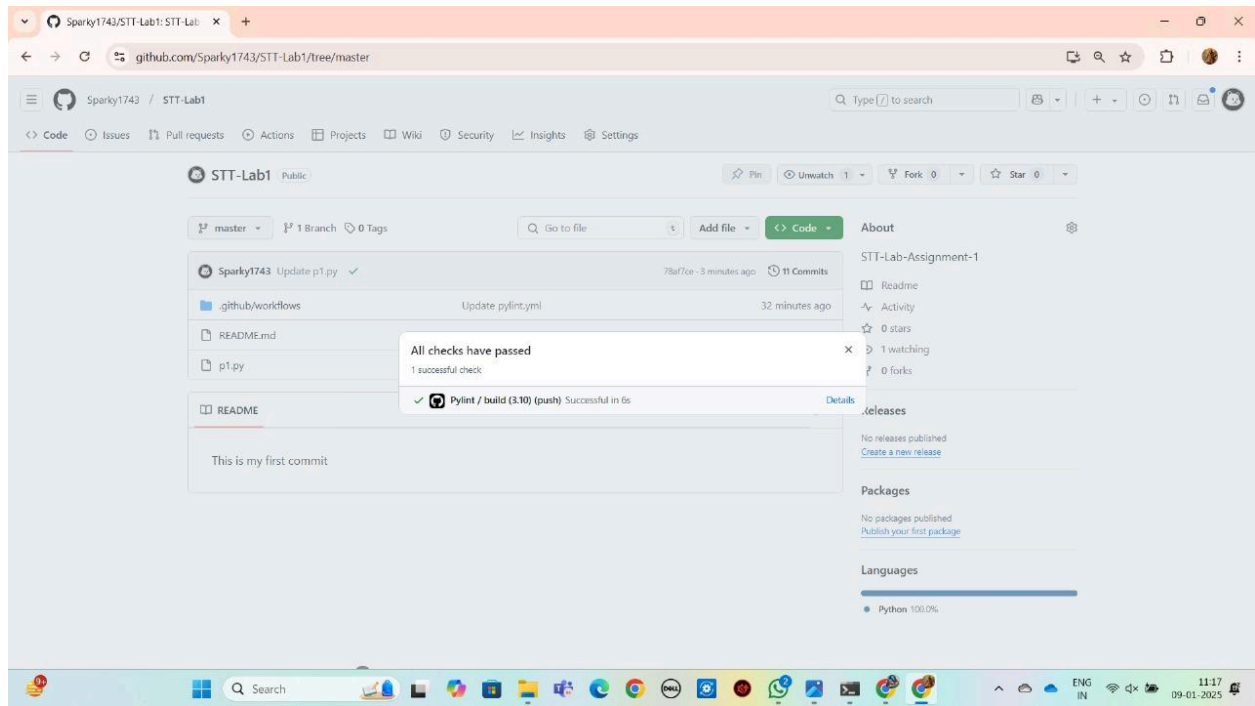 Sparky1743/STT-Lab1: STT-Lab
github.com/Sparky1743/STT-Lab1/tree/master
Sparky1743 / STT-Lab1
Type / to search
Code Issues Pull requests Actions Projects Wiki Security Insights Settings
STT-Lab1 Public
Pin Unwatch 1 Fork 0 Star 0
master 1 Branch 0 Tags
Go to file t
Add file Code
About
STT-Lab-Assignment-1
Sparky1743 Update p1.py 78af7ce · 3 minutes ago 11 Commits
.github/workflows Update pylint.yml 32 minutes ago
README.md
p1.py
Readme
Activity
0 stars
1 watching
0 forks
All checks have passed
1 successful check
Pylint / build (3.10) (push) Successful in 6s Details
README
This is my first commit
Releases
No releases published
Create a new release
Packages
No packages published
Publish your first package
Languages
Python 100.0%
Search
DELL
ENG
IN
11:17
09-01-2025